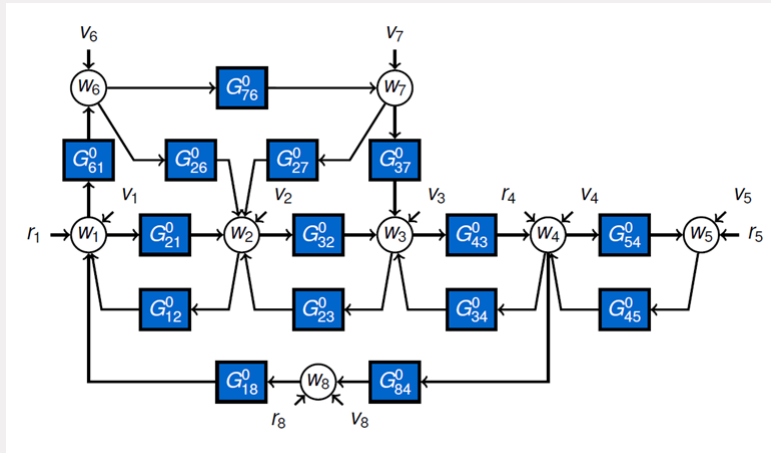 v6 v7
w6 G⁰76 w7
G⁰61 G⁰26 G⁰27 G⁰37
v1 v2 v3 r4 v4 v5
r1 w1 G⁰21 w2 G⁰32 w3 G⁰43 w4 G⁰54 w5 r5
G⁰12 G⁰23 G⁰34 G⁰45
G⁰18 w8 G⁰84
r8 v8